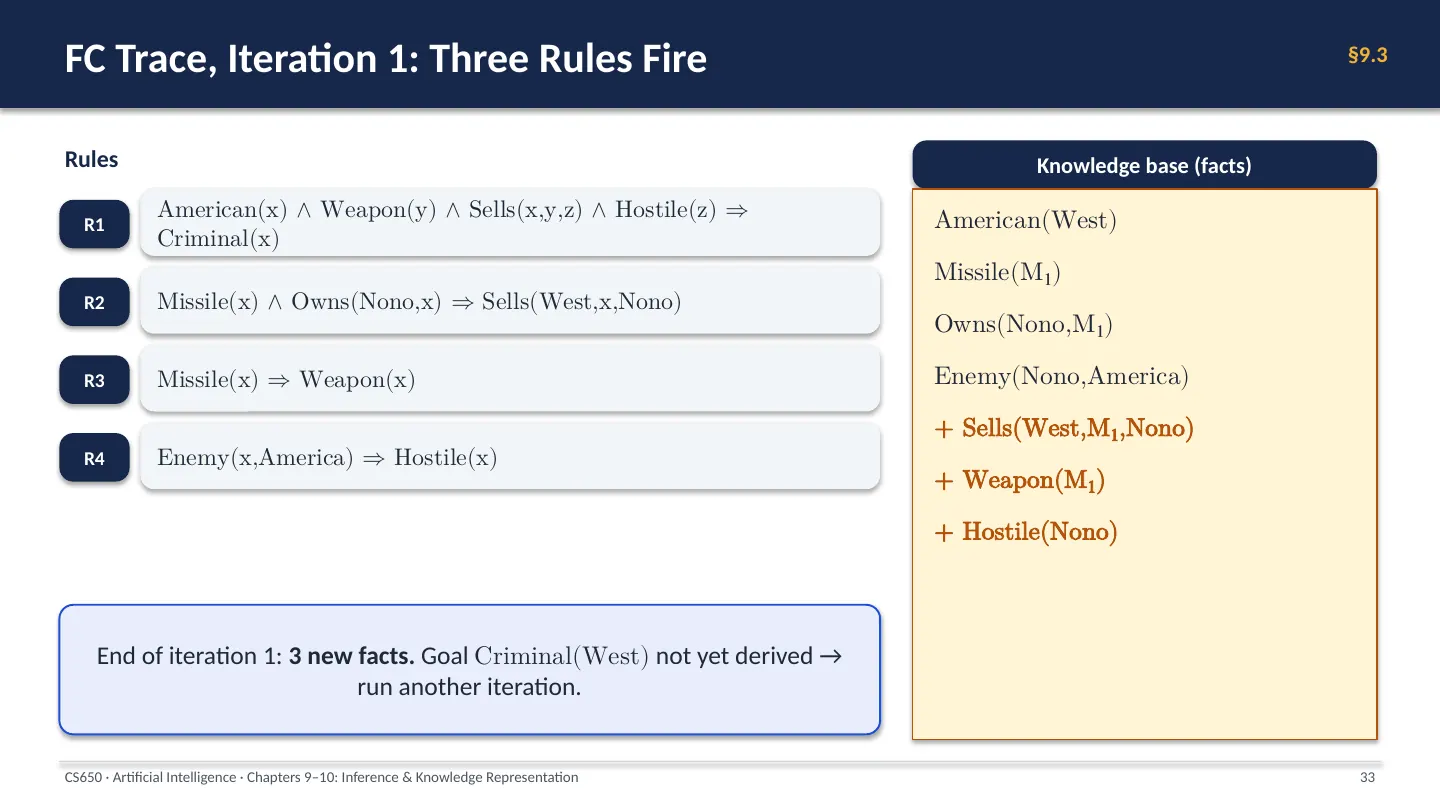 FC Trace, Iteration 1: Three Rules Fire
§9.3
Rules
R1
American(x) ∧ Weapon(y) ∧ Sells(x,y,z) ∧ Hostile(z) ⇒
Criminal(x)
R2
Missile(x) ∧ Owns(Nono,x) ⇒ Sells(West,x,Nono)
R3
Missile(x) ⇒ Weapon(x)
R4
Enemy(x,America) ⇒ Hostile(x)
End of iteration 1: 3 new facts. Goal Criminal(West) not yet derived →
run another iteration.
Knowledge base (facts)
American(West)
Missile(M₁)
Owns(Nono,M₁)
Enemy(Nono,America)
+ Sells(West,M₁,Nono)
+ Weapon(M₁)
+ Hostile(Nono)
CS650 · Artificial Intelligence · Chapters 9–10: Inference & Knowledge Representation
33